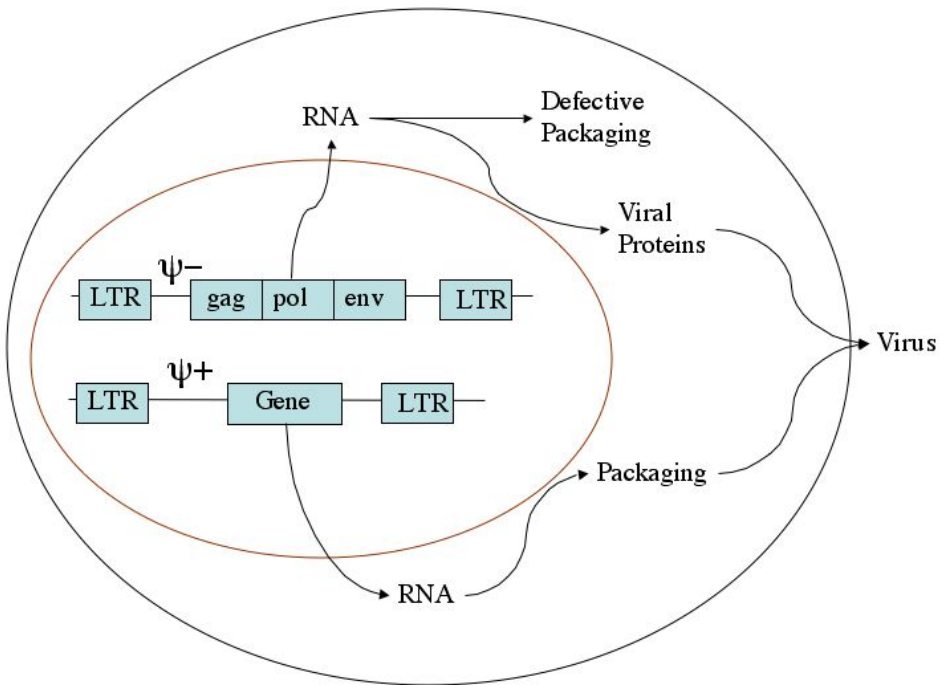 RNA
Defective
Packaging
Viral
Proteins
ψ−
LTR
gag
pol
env
LTR
Virus
ψ+
LTR
Gene
LTR
Packaging
RNA